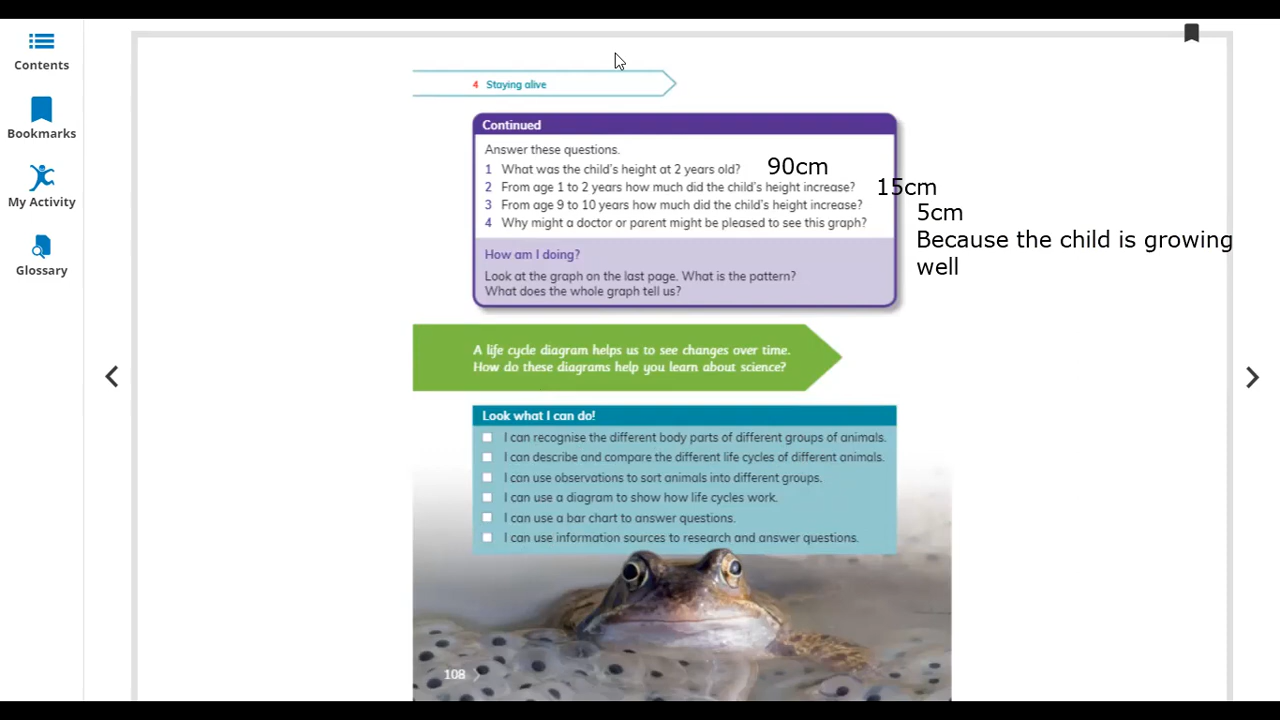 Contents
Bookmarks
My Activity
Glossary
4 Staying alive
Continued
Answer these questions.
1 What was the child's height at 2 years old? 90cm
2 From age 1 to 2 years how much did the child's height increase? 15cm
3 From age 9 to 10 years how much did the child's height increase? 5cm
4 Why might a doctor or parent might be pleased to see this graph? Because the child is growing
well
How am I doing?
Look at the graph on the last page. What is the pattern?
What does the whole graph tell us?
A life cycle diagram helps us to see changes over time.
How do these diagrams help you learn about science?
Look what I can do!
I can recognise the different body parts of different groups of animals.
I can describe and compare the different life cycles of different animals.
I can use observations to sort animals into different groups.
I can use a diagram to show how life cycles work.
I can use a bar chart to answer questions.
I can use information sources to research and answer questions.
108